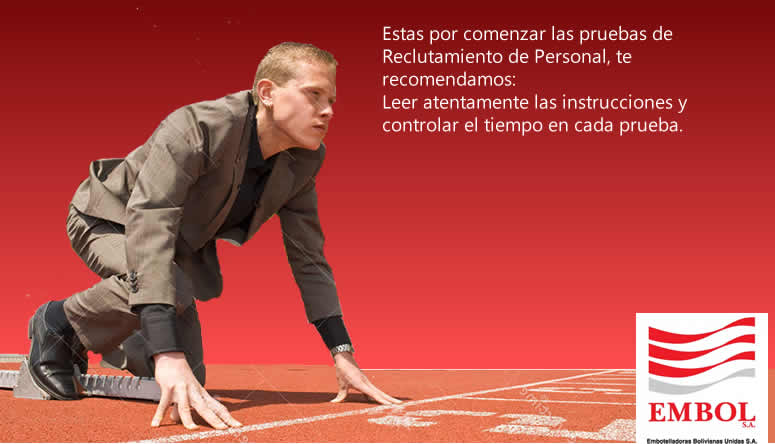 Estas por comenzar las pruebas de
Reclutamiento de Personal, te
recomendamos:
Leer atentamente las instrucciones y
controlar el tiempo en cada prueba.
EMBOL
S.A.
Embotelladoras Bolivianas Unidas S.A.